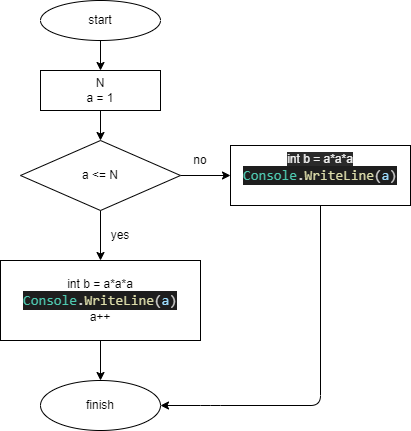 start
N
a = 1
a <= N
no
int b = a*a*a
Console.WriteLine(a)
yes
int b = a*a*a
Console.WriteLine(a)
a++
finish